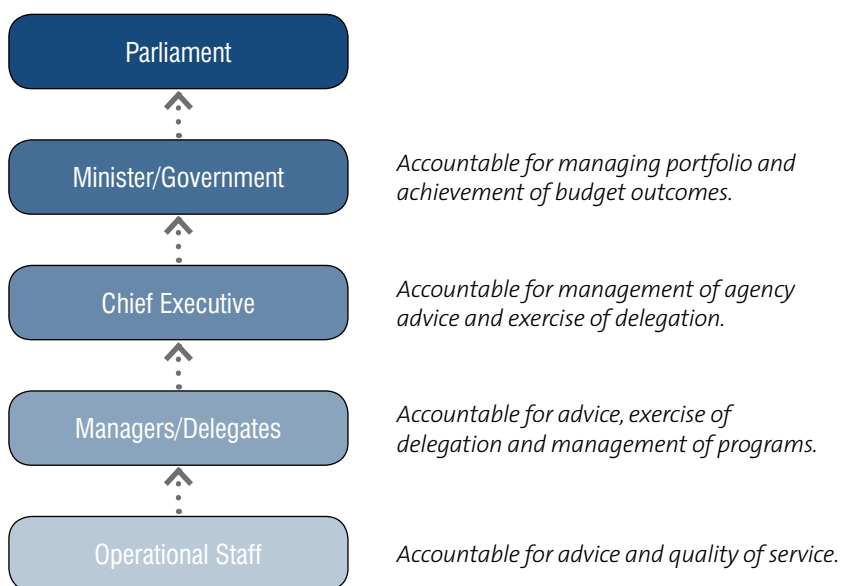 Parliament
Minister/Government
Accountable for managing portfolio and
achievement of budget outcomes.
Chief Executive
Accountable for management of agency
advice and exercise of delegation.
Managers/Delegates
Accountable for advice, exercise of
delegation and management of programs.
Operational Staff
Accountable for advice and quality of service.